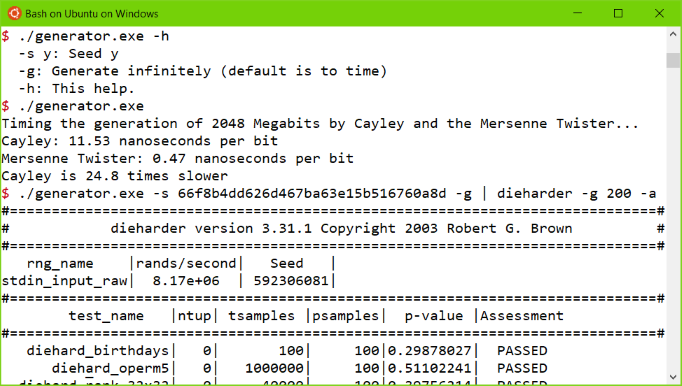 Bash on Ubuntu on Windows
$ ./generator.exe -h
  -s y: Seed y
  -g: Generate infinitely (default is to time)
  -h: This help.
$ ./generator.exe
Timing the generation of 2048 Megabits by Cayley and the Mersenne Twister...
Cayley: 11.53 nanoseconds per bit
Mersenne Twister: 0.47 nanoseconds per bit
Cayley is 24.8 times slower
$ ./generator.exe -s 66f8b4dd626d467ba63e15b516760a8d -g | dieharder -g 200 -a
#=============================================================================#
#            dieharder version 3.31.1 Copyright 2003 Robert G. Brown          #
#=============================================================================#
   rng_name    |rands/second|   Seed   |
stdin_input_raw|  8.17e+06  | 592306081|
#=============================================================================#
        test_name   |ntup| tsamples |psamples|  p-value |Assessment
#=============================================================================#
   diehard_birthdays|   0|       100|     100|0.29878027|  PASSED
      diehard_operm5|   0|   1000000|     100|0.51102241|  PASSED